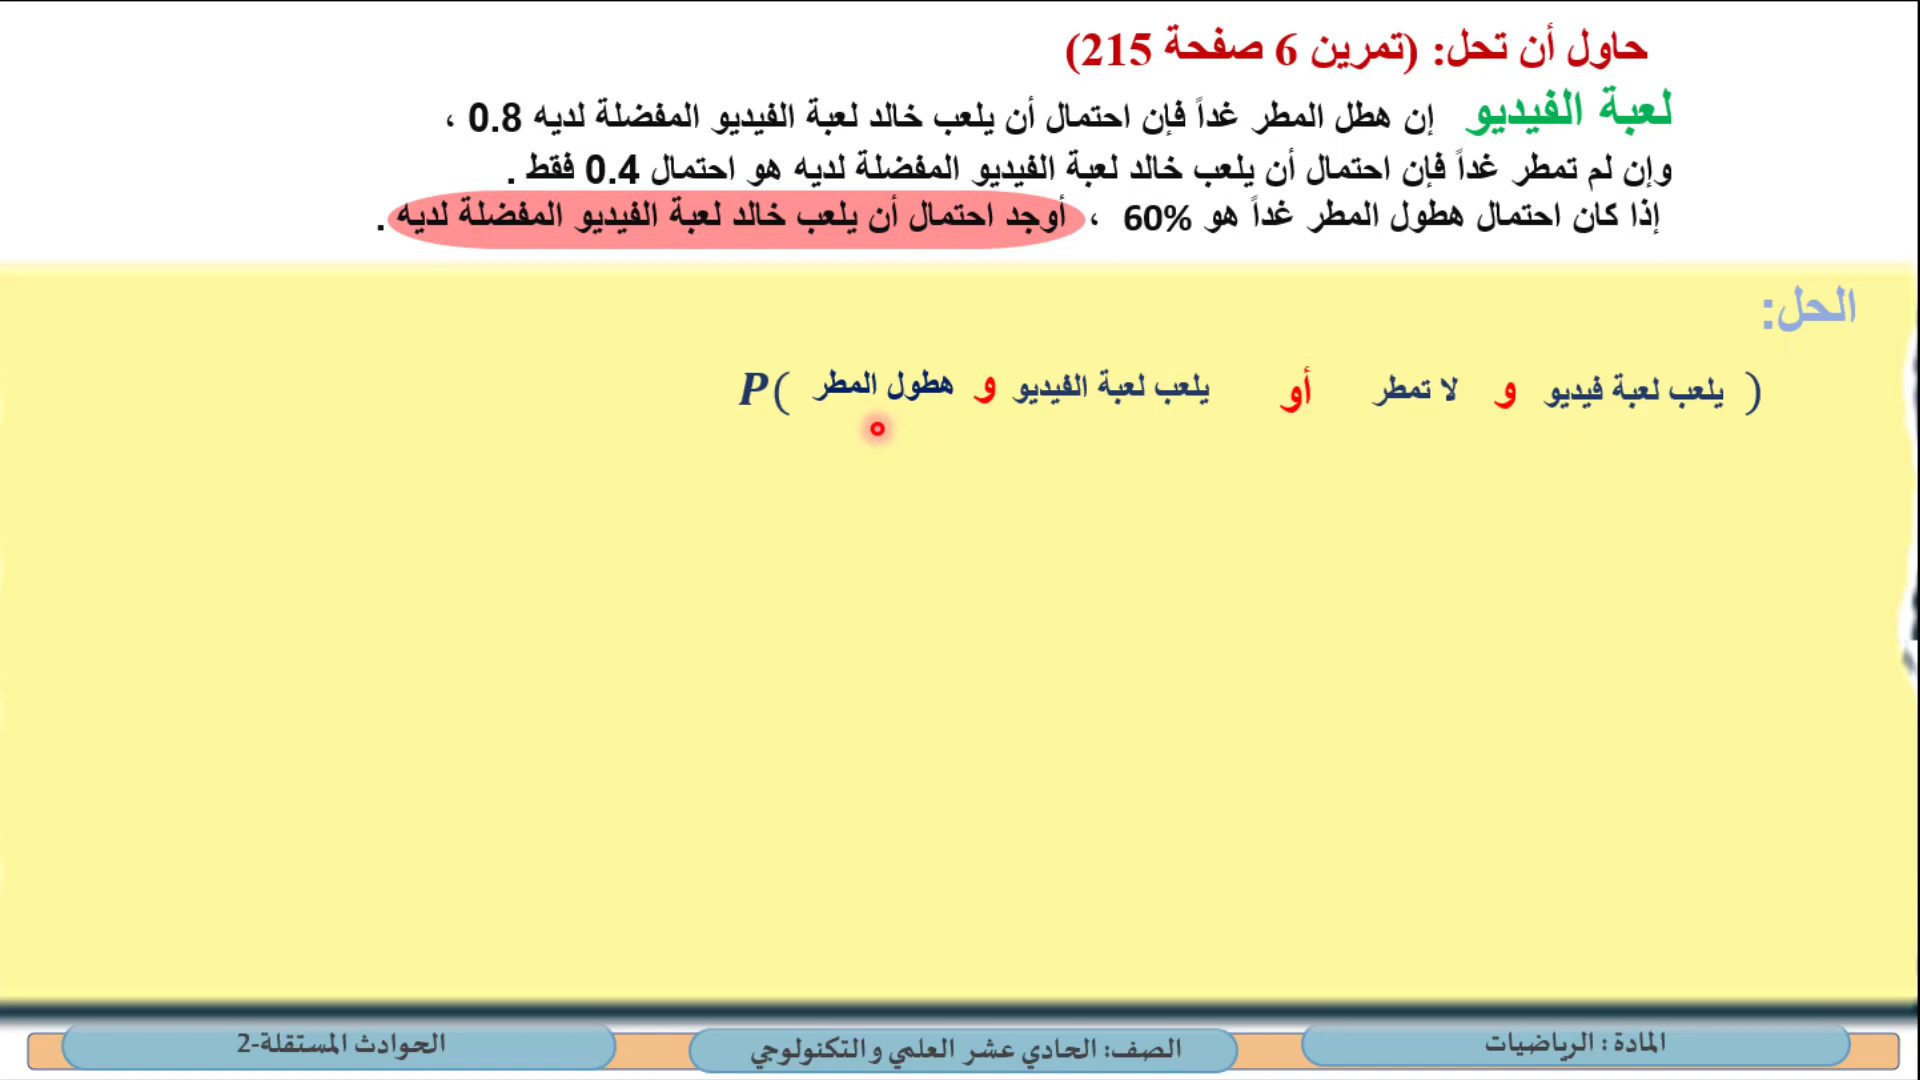 حاول أن تحل: (تمرين 6 صفحة 215)
لعبة الفيديو إن هطل المطر غداً فإن احتمال أن يلعب خالد لعبة الفيديو المفضلة لديه 0.8 ،
وإن لم تمطر غداً فإن احتمال أن يلعب خالد لعبة الفيديو المفضلة لديه هو احتمال 0.4 فقط .
إذا كان احتمال هطول المطر غداً هو 60% ، أوجد احتمال أن يلعب خالد لعبة الفيديو المفضلة لديه .
الحل:
P( هطول المطر و يلعب لعبة الفيديو أو لا تمطر و يلعب لعبة فيديو )
المادة : الرياضيات
الصف: الحادي عشر العلمي والتكنولوجي
الحوادث المستقلة-2